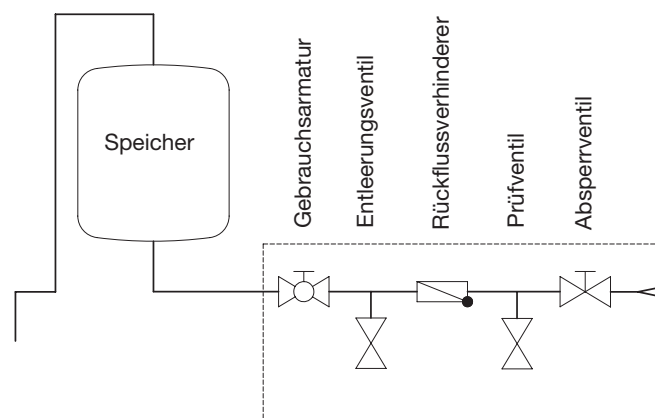 Speicher
Gebrauchsarmatur
Entleerungsventil
Rückflussverhinderer
Prüfventil
Absperrventil